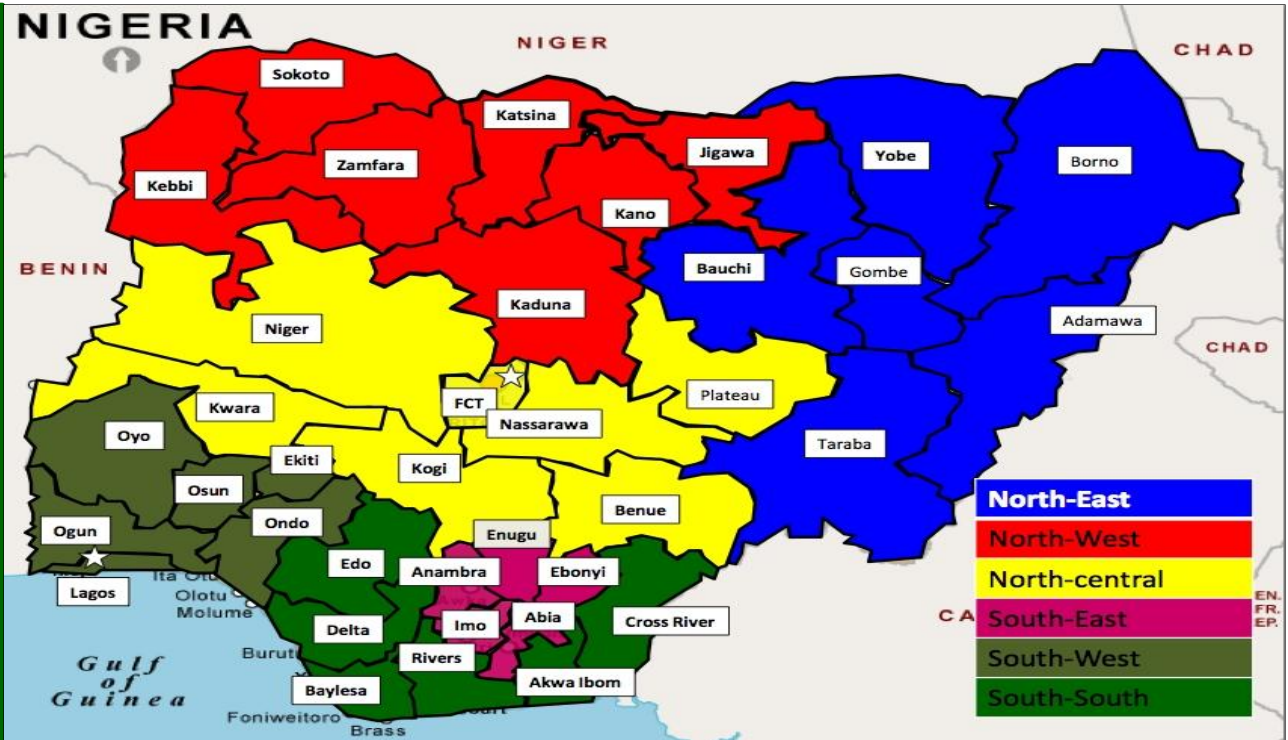 NIGERIA
NIGER
CHAD
Sokoto
Katsina
Jigawa
Yobe
Borno
Zamfara
Kebbi
Kano
BENIN
Bauchi
Gombe
Kaduna
Niger
Adamawa
CHAD
Plateau
FCT
Kwara
Nassarawa
Oyo
Taraba
Ekiti
Kogi
Osun
Benue
Ondo
Ogun
Enugu
Edo
Anambra
Ebonyi
Lagos
Ita Otu
Olotu
Molume
Imo
Abia
Cross River
Delta
Burutu
Rivers
Akwa Ibom
Baylesa
Gulf
of
Guinea
Foniweitoro
Brass
North-East
North-West
North-central
South-East
South-West
South-South
CA
EN.
FR.
EP.